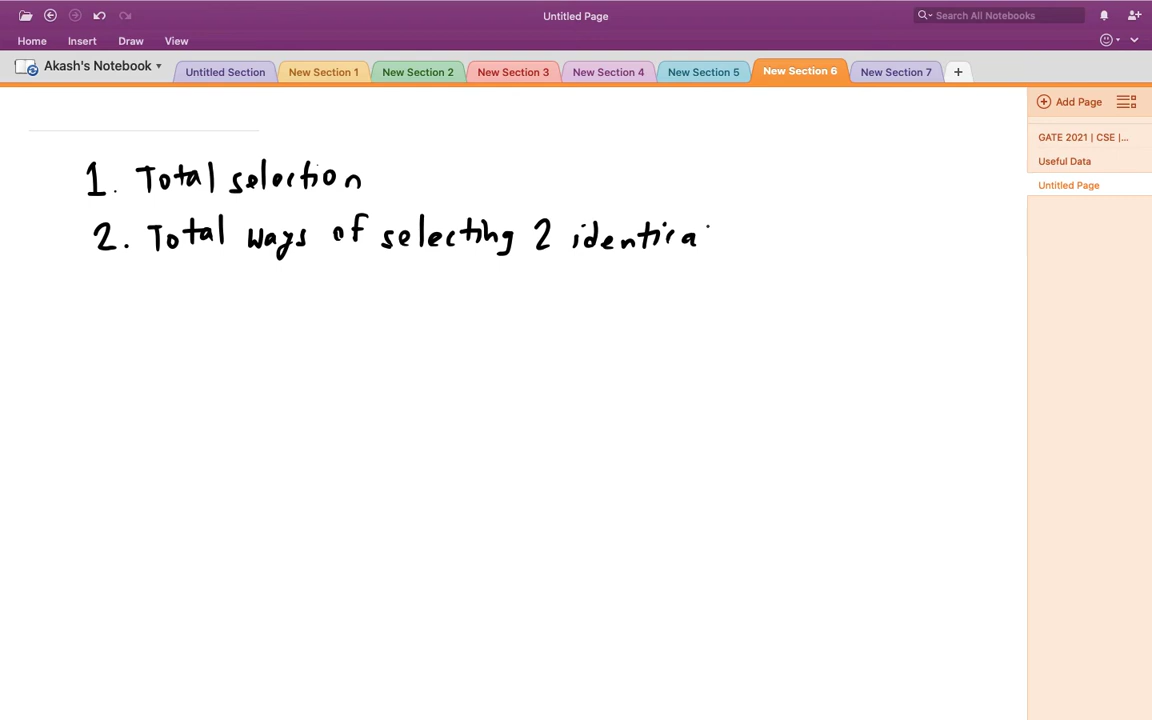 Untitled Page
Search All Notebooks
Home Insert Draw View
Akash's Notebook Untitled Section New Section 1 New Section 2 New Section 3 New Section 4 New Section 5 New Section 6 New Section 7 +
Add Page
GATE 2021 | CSE |...
Useful Data
Untitled Page
1. Total selection
2. Total ways of selecting 2 identica